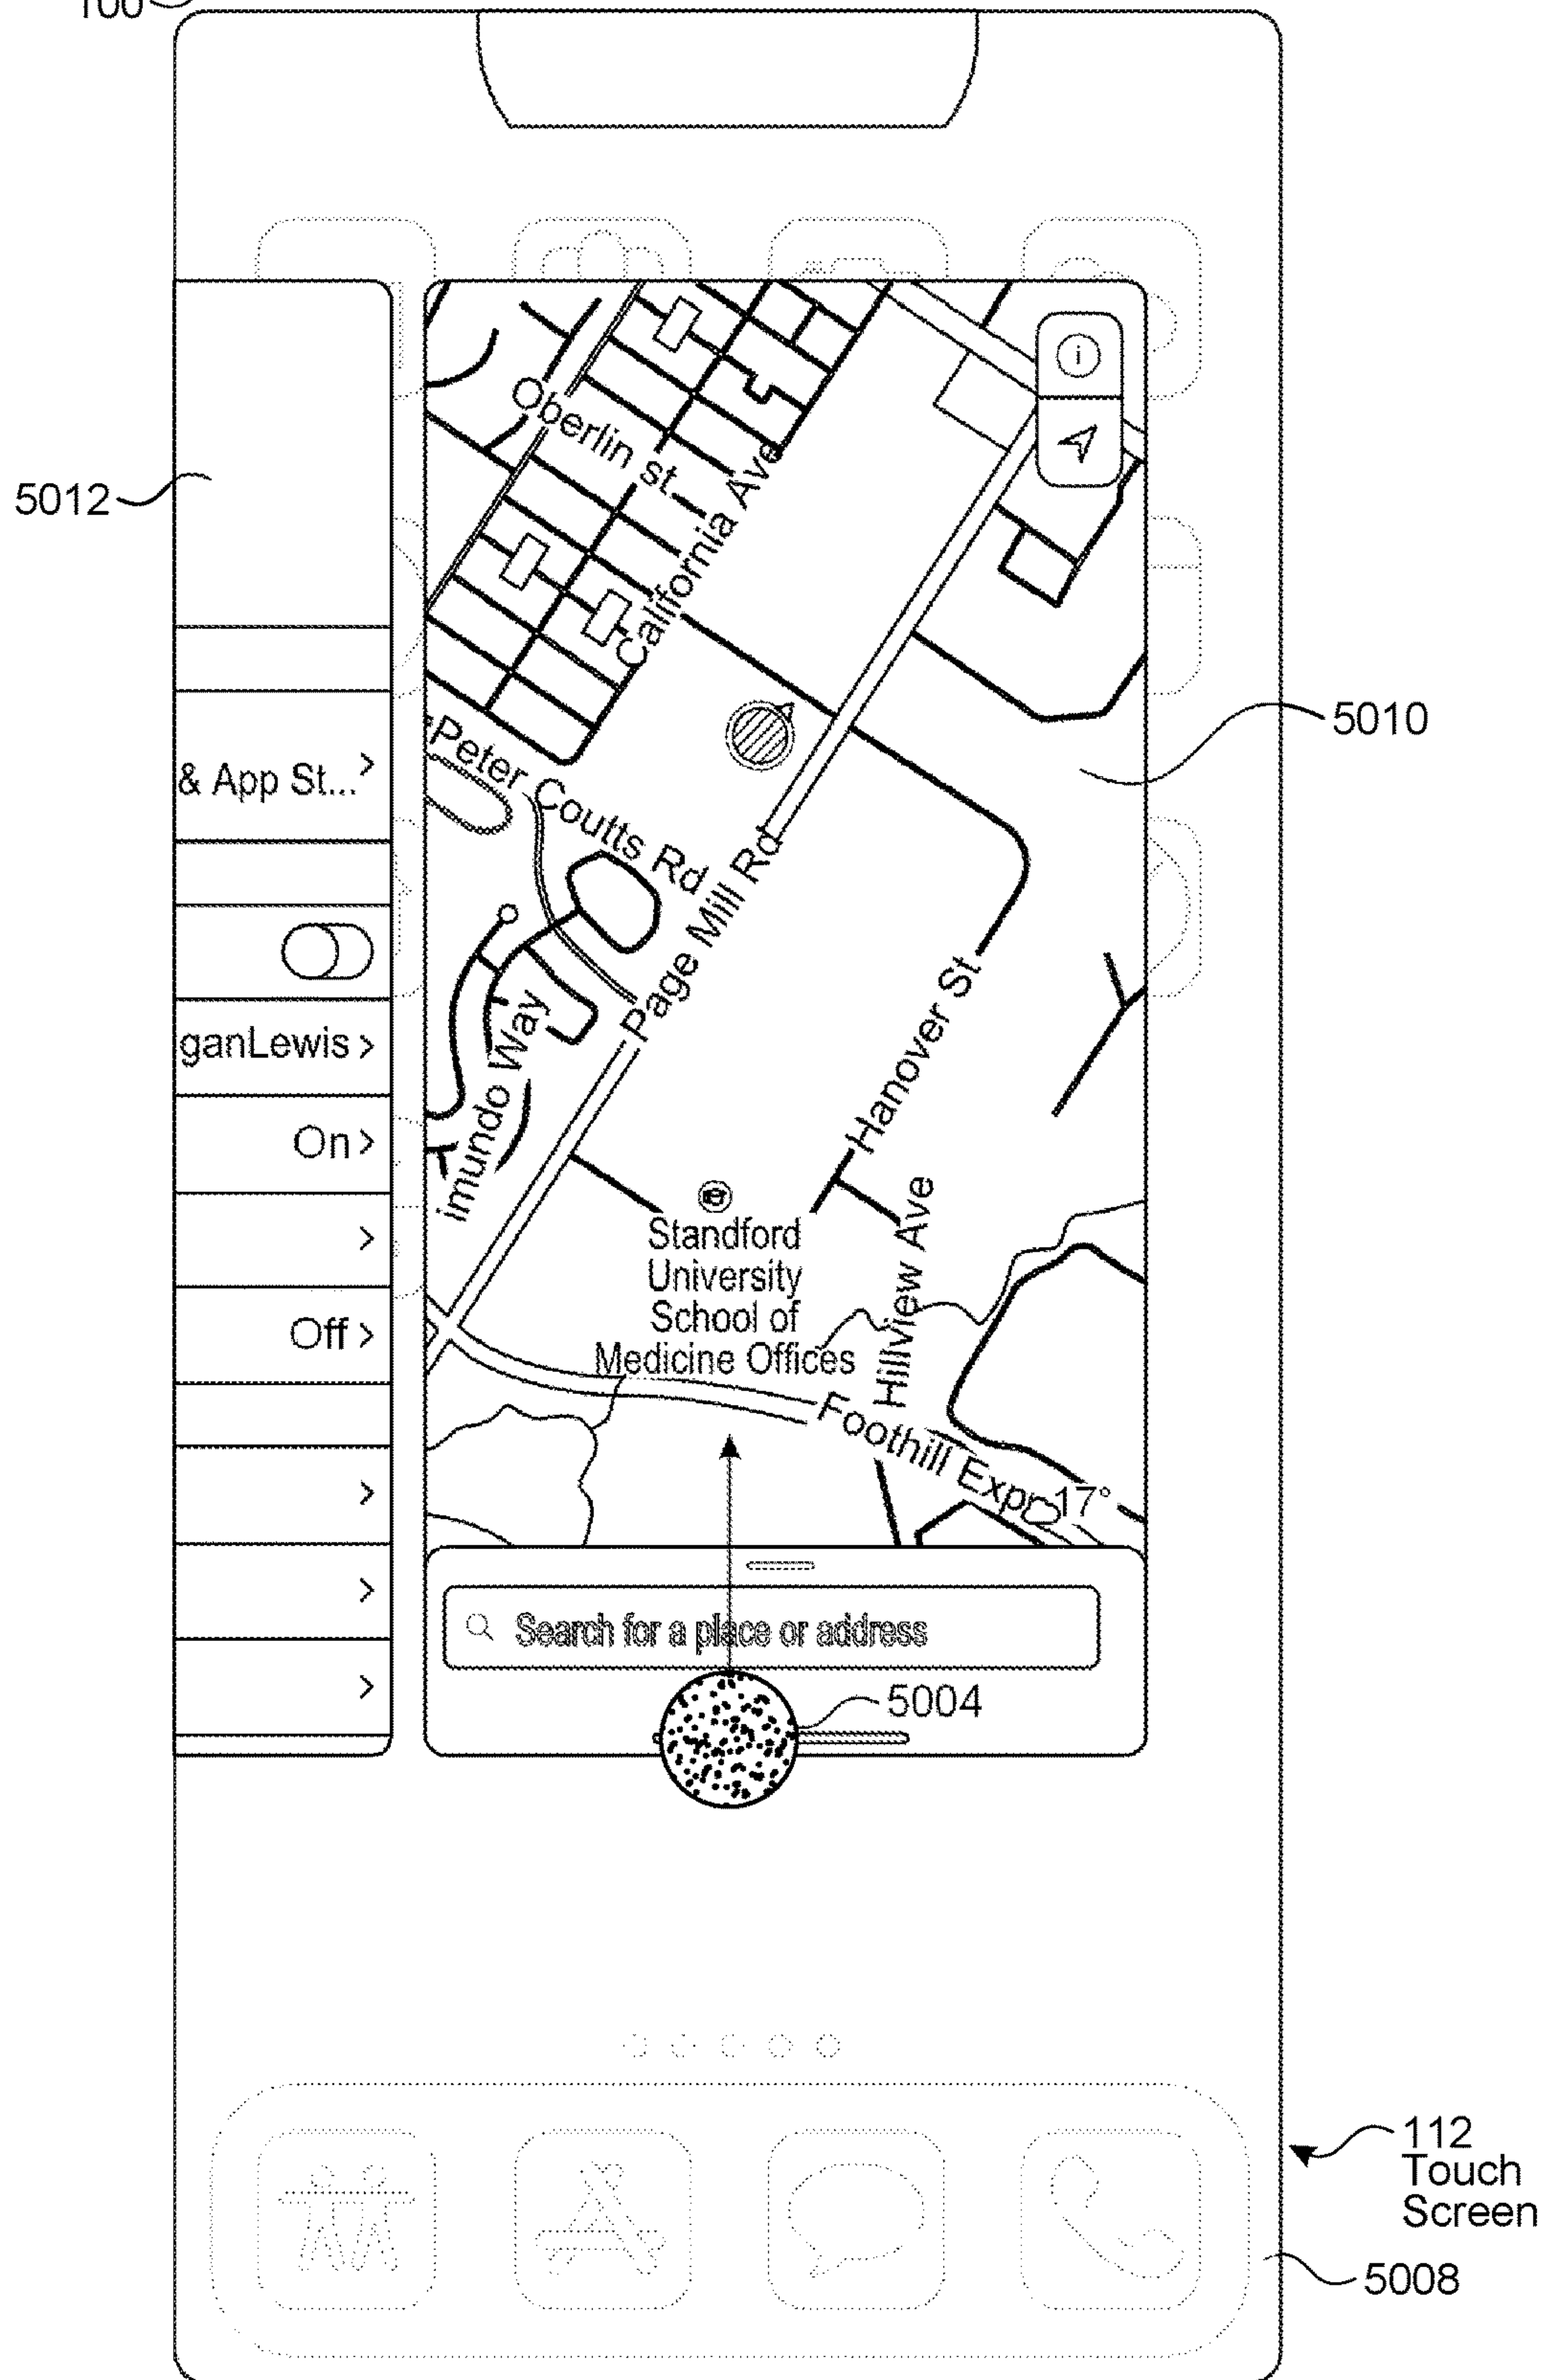 100
5012
& App St... >
ganLewis >
On >
>
Off >
>
>
>
i
Oberlin st
California Ave
Peter Coutts Rd
Page Mill Rd
imundo Way
Hanover St
5010
Standford
University
School of
Medicine Offices
Hillview Ave
Foothill Expr
17°
Search for a place or address
5004
112
Touch
Screen
5008